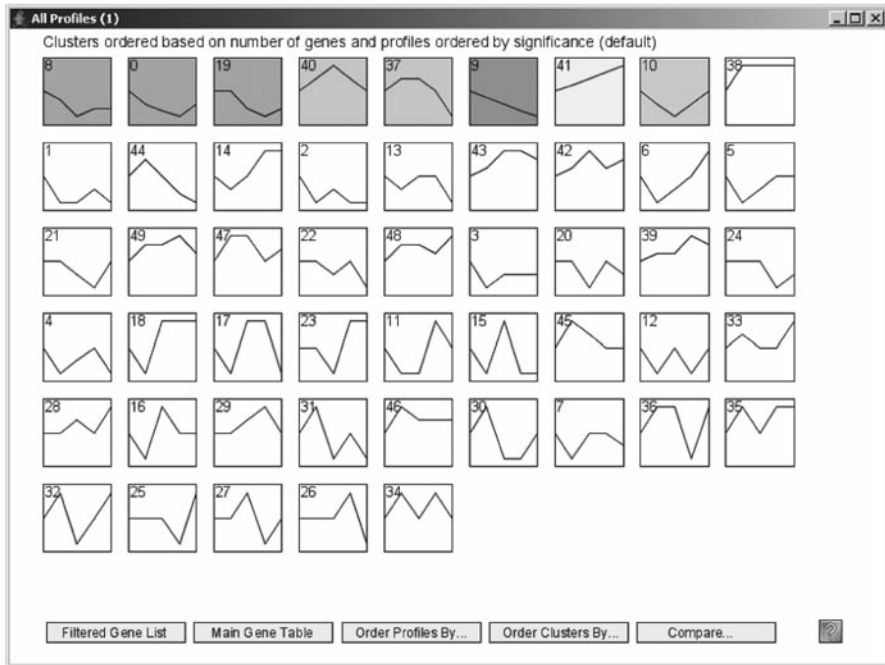 All Profiles (1)
Clusters ordered based on number of genes and profiles ordered by significance (default)
8 0 19 40 37 9 41 10 38
1 44 14 2 13 43 42 6 5
21 49 47 22 48 3 20 39 24
4 18 17 23 11 15 45 12 33
28 16 29 31 46 30 7 36 35
32 25 27 26 34
Filtered Gene List Main Gene Table Order Profiles By... Order Clusters By... Compare... ?